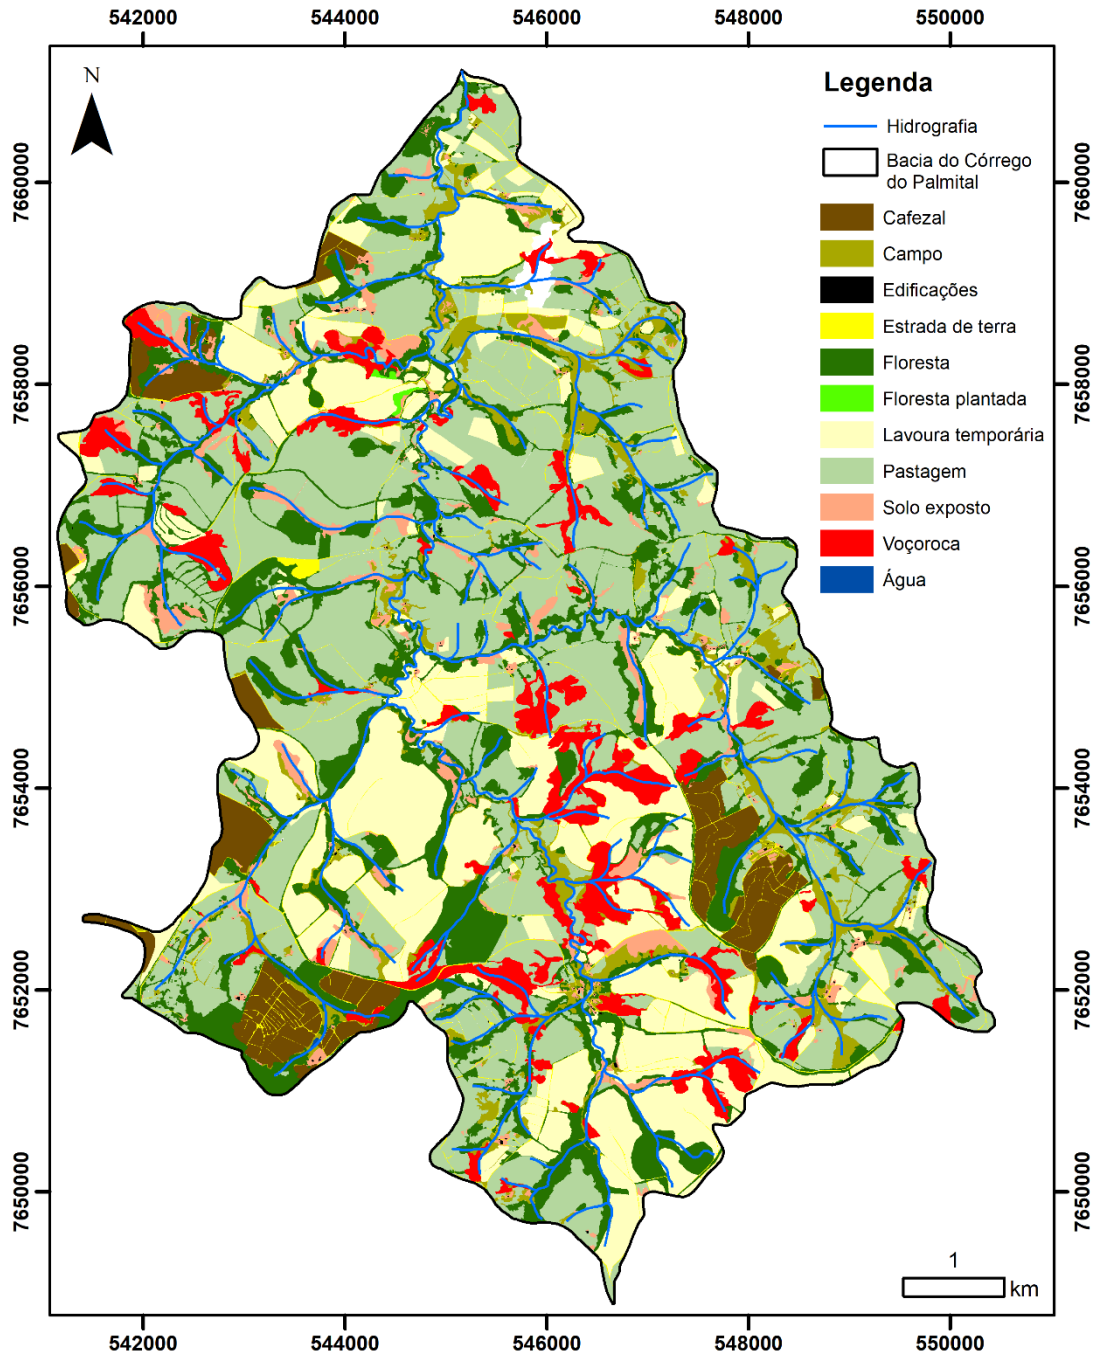 542000 544000 546000 548000 550000
N
Legenda
Hidrografia
Bacia do Córrego
do Palmital
Cafezal
Campo
Edificações
Estrada de terra
Floresta
Floresta plantada
Lavoura temporária
Pastagem
Solo exposto
Voçoroca
Água
7660000
7658000
7656000
7654000
7652000
7650000
7660000
7658000
7656000
7654000
7652000
7650000
1
km
542000 544000 546000 548000 550000